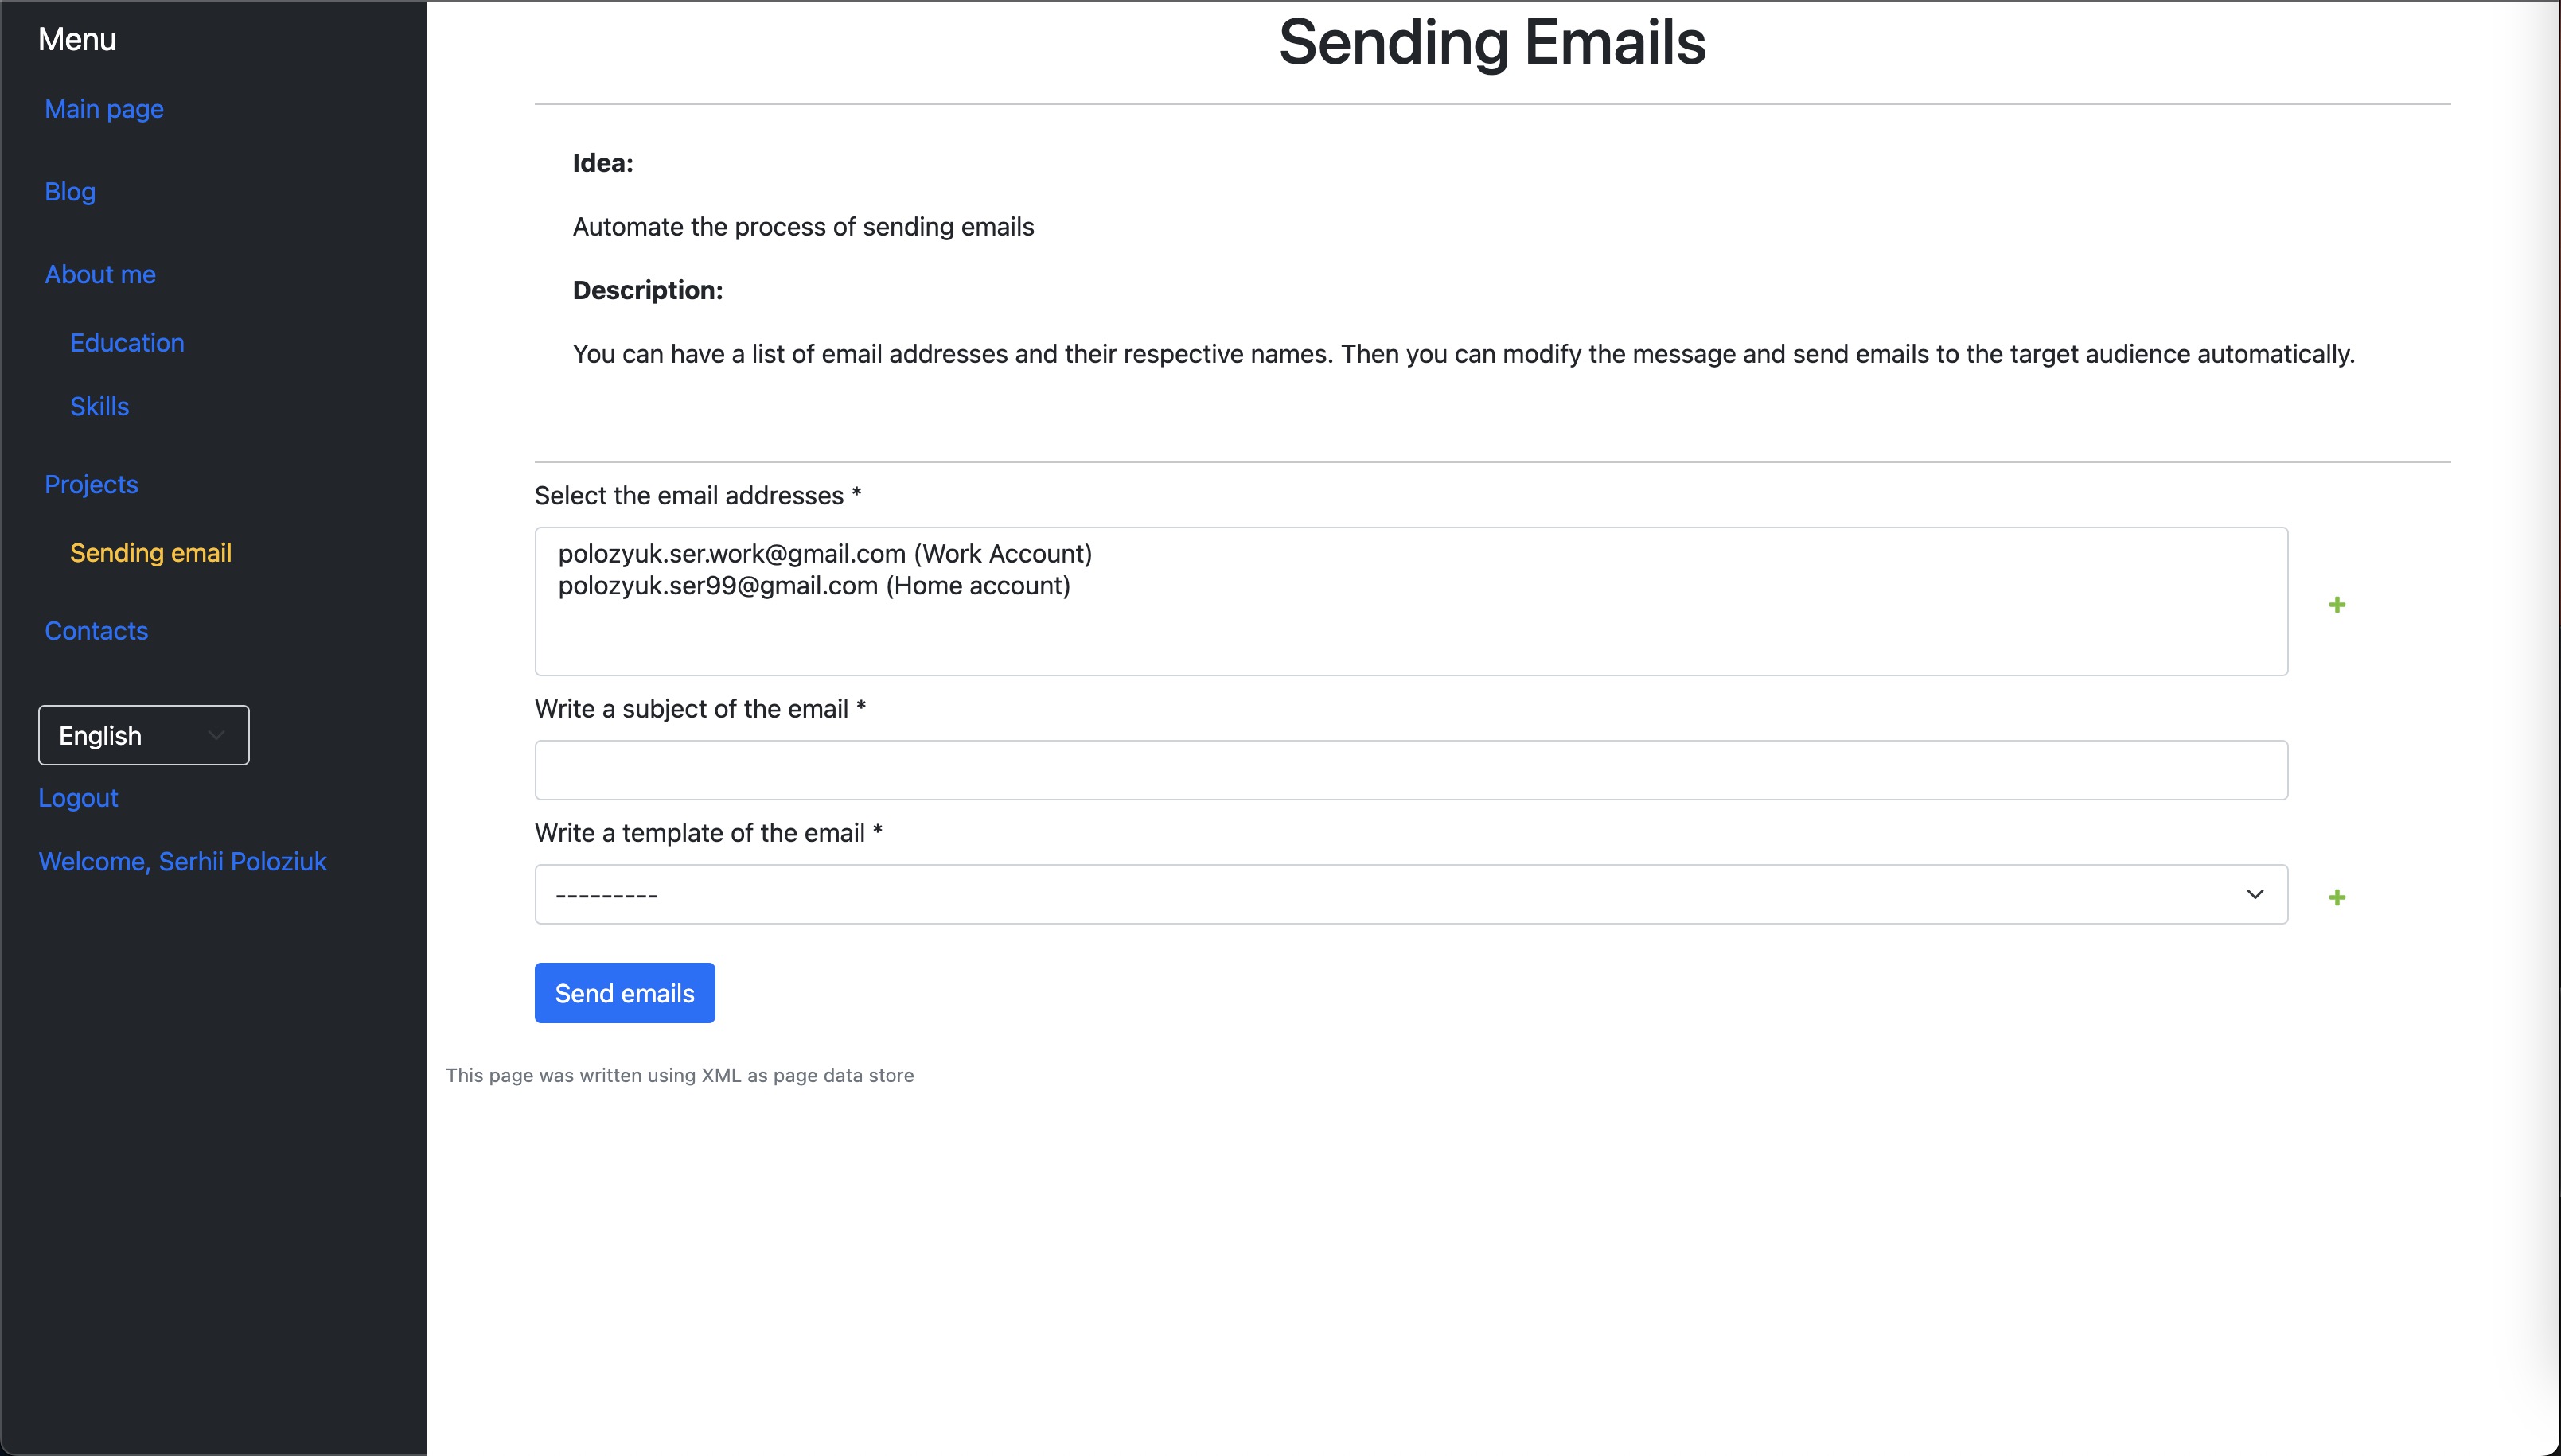 Menu
Main page
Blog
About me
Education
Skills
Projects
Sending email
Contacts
English
Logout
Welcome, Serhii Poloziuk
Sending Emails
Idea:
Automate the process of sending emails
Description:
You can have a list of email addresses and their respective names. Then you can modify the message and send emails to the target audience automatically.
Select the email addresses *
polozyuk.ser.work@gmail.com (Work Account)
polozyuk.ser99@gmail.com (Home account)
Write a subject of the email *
Write a template of the email *
---------
Send emails
This page was written using XML as page data store